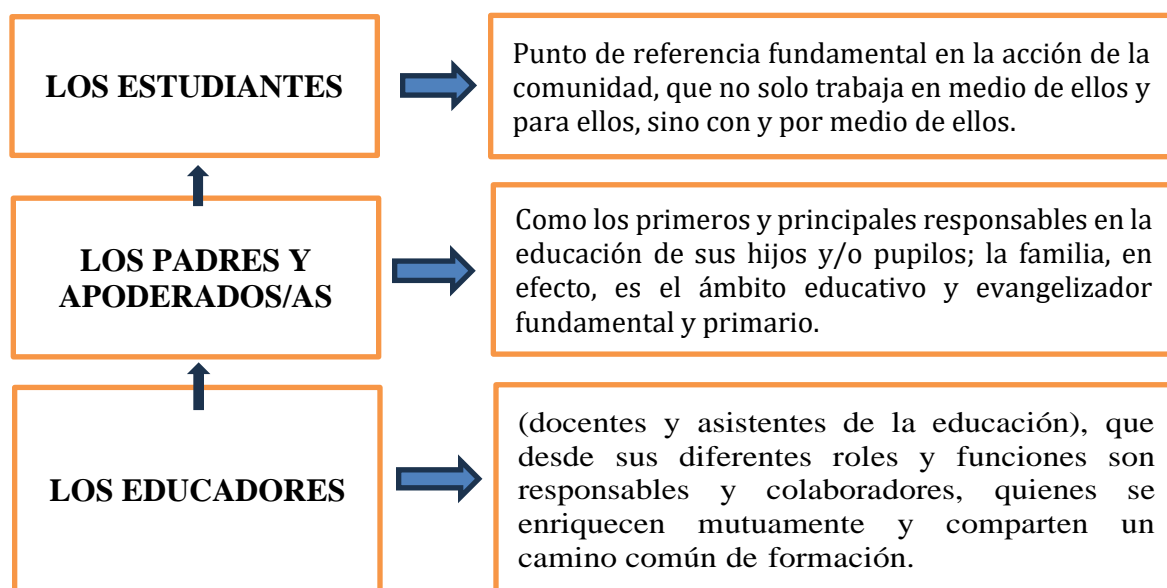 LOS ESTUDIANTES
Punto de referencia fundamental en la acción de la
comunidad, que no solo trabaja en medio de ellos y
para ellos, sino con y por medio de ellos.
LOS PADRES Y
APODERADOS/AS
Como los primeros y principales responsables en la
educación de sus hijos y/o pupilos; la familia, en
efecto, es el ámbito educativo y evangelizador
fundamental y primario.
LOS EDUCADORES
(docentes y asistentes de la educación), que
desde sus diferentes roles y funciones son
responsables y colaboradores, quienes se
enriquecen mutuamente y comparten un
camino común de formación.